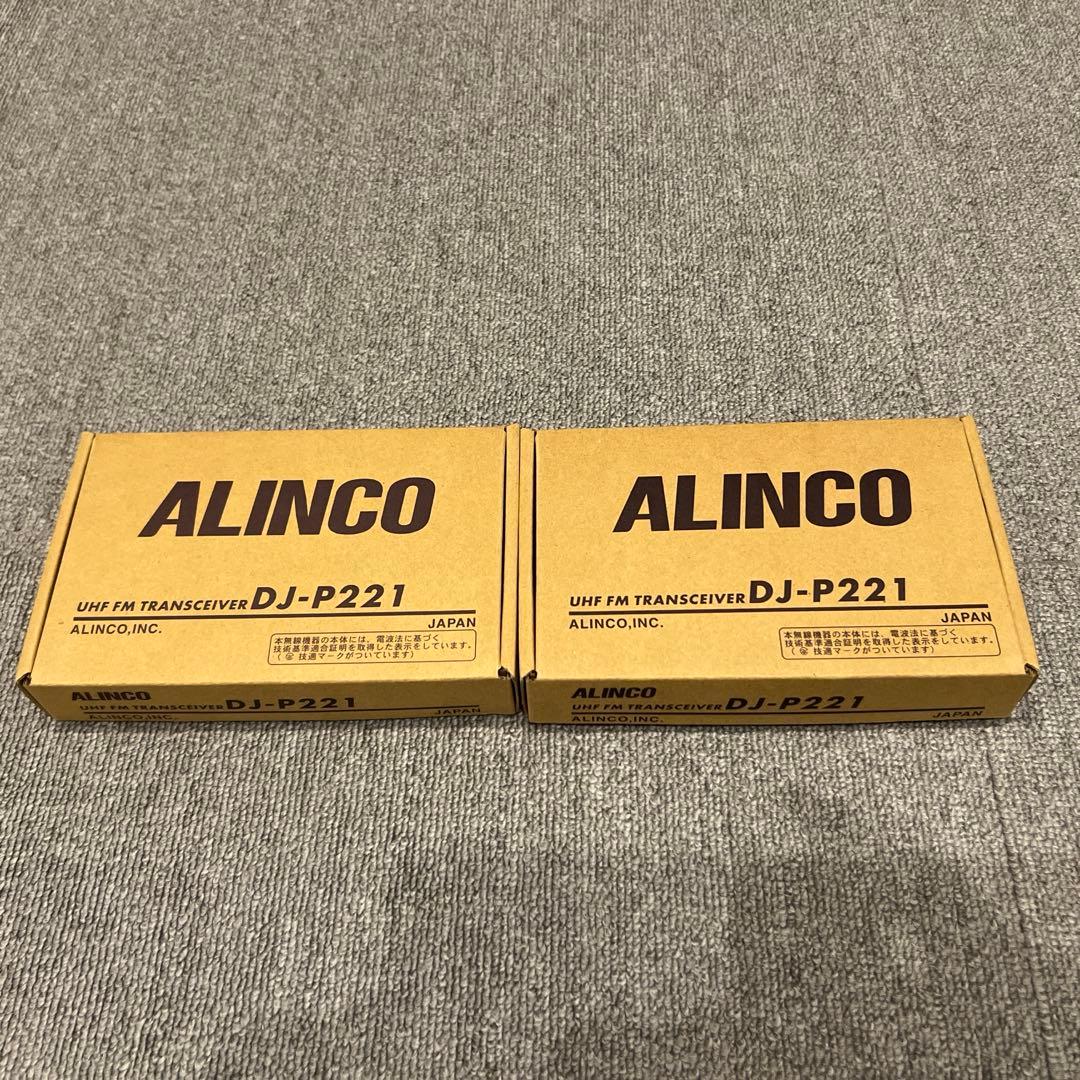 ALINCO
UHF FM TRANSCEIVER DJ-P221
ALINCO,INC.
JAPAN
本無線機器の本体には、電波法に基づく
技術基準適合証明を取得した表示をしています。
( 技適マークがついています)
ALINCO
UHF FM TRANSCEIVER DJ-P221
ALINCO,INC.
JAPAN
ALINCO
UHF FM TRANSCEIVER DJ-P221
ALINCO,INC.
JAPAN
本無線機器の本体には、電波法に基づく
技術基準適合証明を取得した表示をしています。
( 技適マークがついています)
ALINCO
UHF FM TRANSCEIVER DJ-P221
ALINCO,INC.
JAPAN